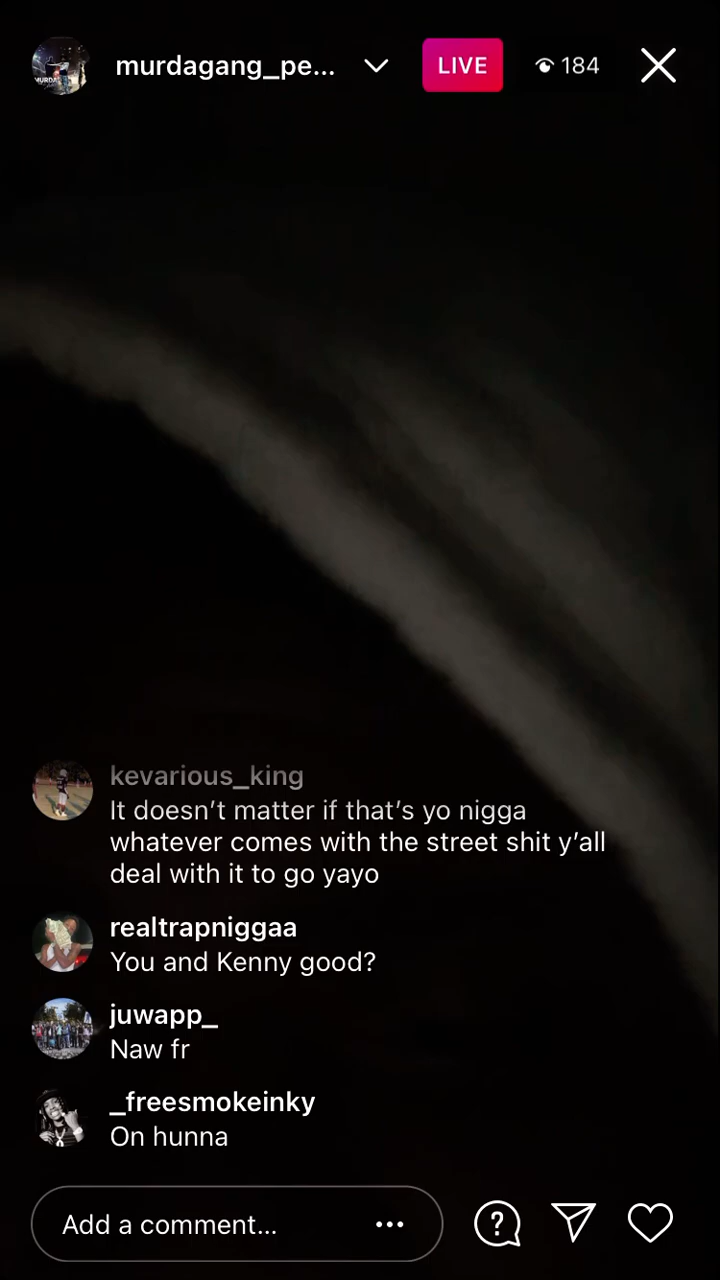 murdagang_pe...
LIVE
184
kevarious_king
It doesn't matter if that's yo nigga
whatever comes with the street shit y'all
deal with it to go yayo
realtrapniggaa
You and Kenny good?
juwapp_
Naw fr
_freesmokeinky
On hunna
Add a comment...